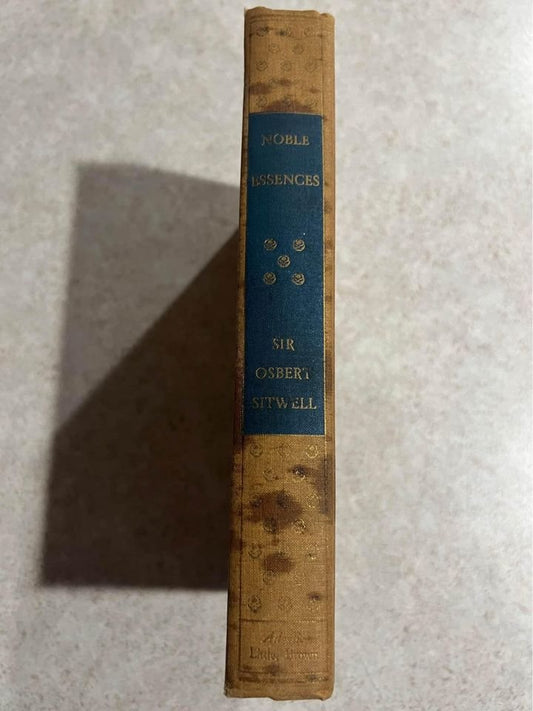 NOBLE
ESSENCES
SIR
OSBERT
SITWELL
Little, Brown